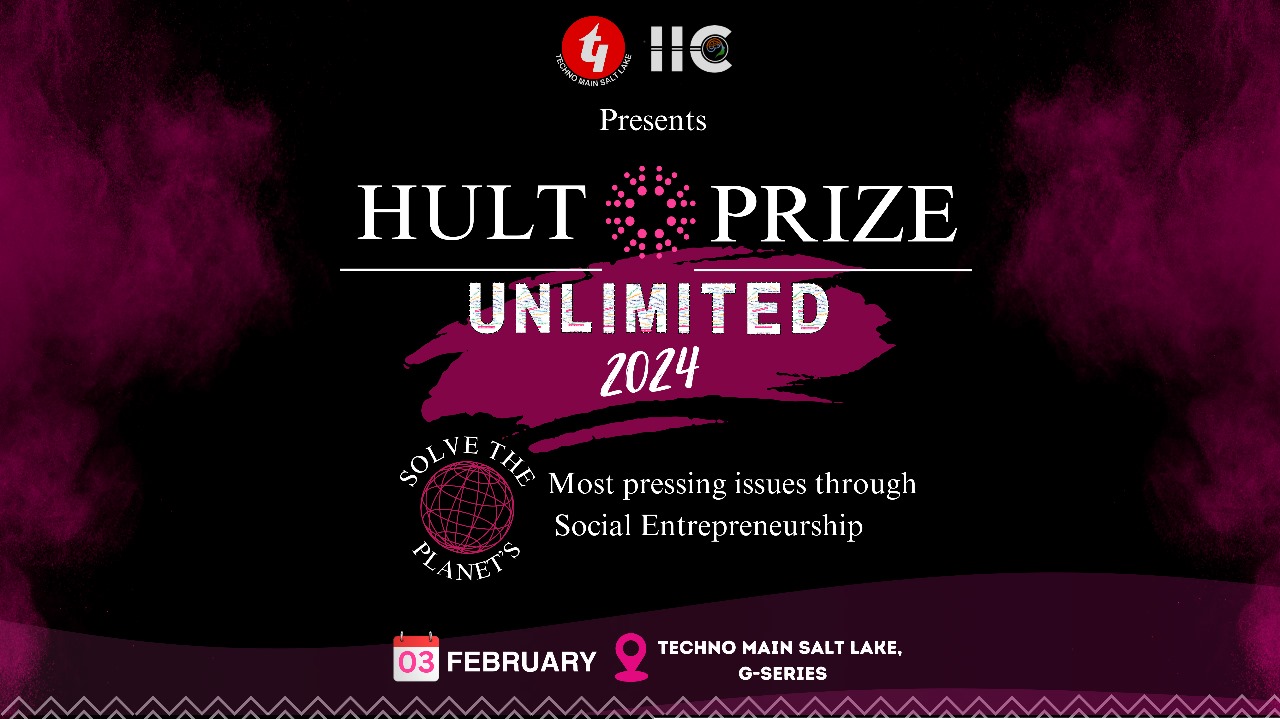 TECHNO MAIN SALT LAKE
IIC
Presents
HULT PRIZE
UNLIMITED
2024
SOLVE THE
PLANET'S
Most pressing issues through
Social Entrepreneurship
03 FEBRUARY
TECHNO MAIN SALT LAKE,
G-SERIES